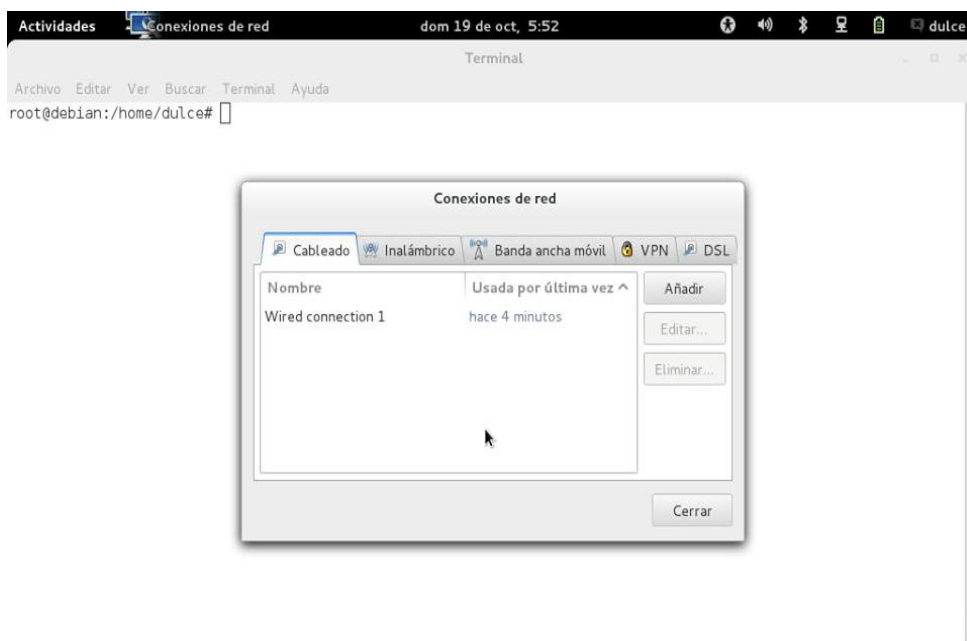 Actividades Conexiones de red dom 19 de oct, 5:52 dulce
Terminal
Archivo Editar Ver Buscar Terminal Ayuda
root@debian:/home/dulce#
Conexiones de red
Cableado Inalámbrico Banda ancha móvil VPN DSL
Nombre Usada por última vez Añadir
Wired connection 1 hace 4 minutos
Editar...
Eliminar...
Cerrar